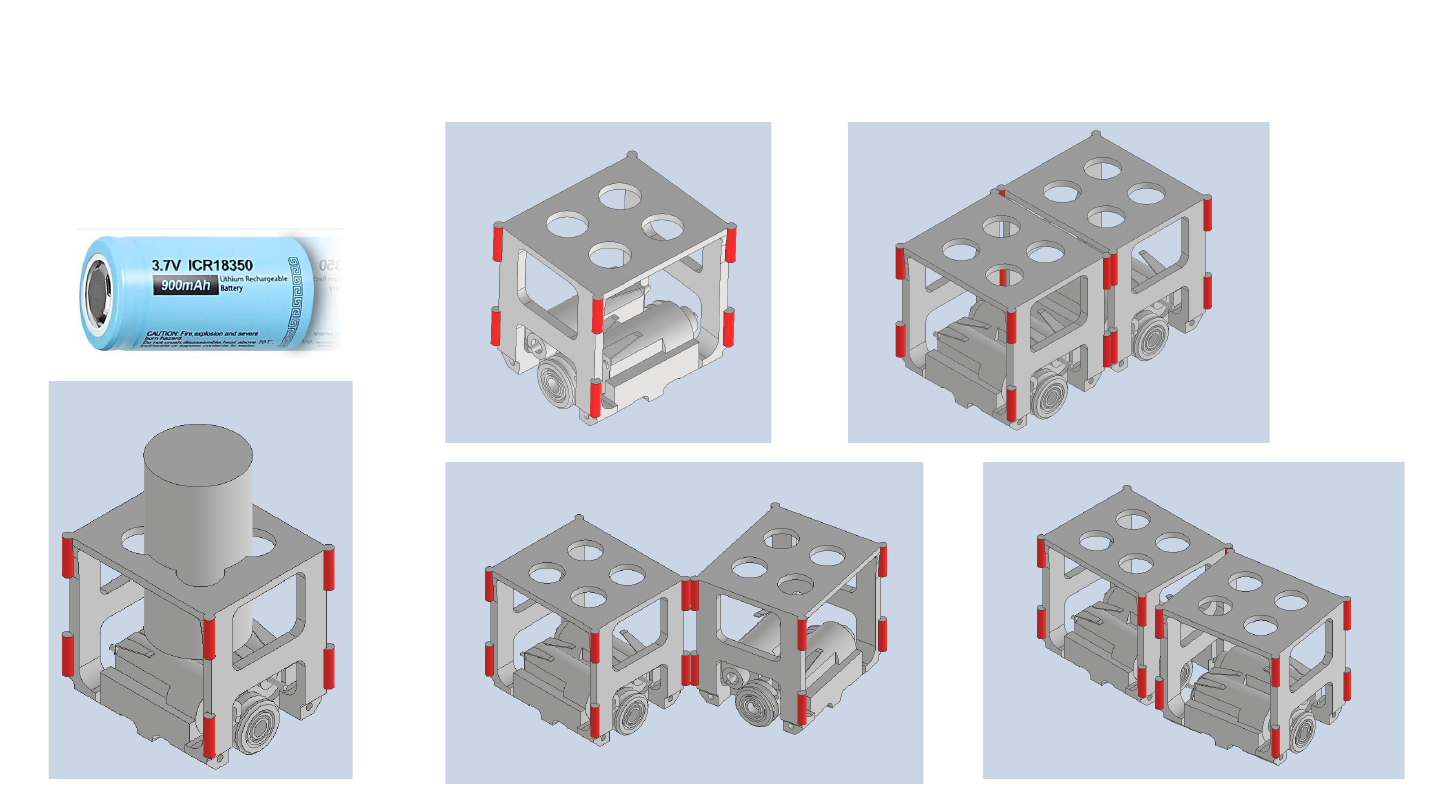 3.7V ICR18350
900mAh Lithium Rechargeable
Battery
CAUTION: Fire, explosion and severe
burn hazard.
Do not crush, disassemble, heat above 70°C,